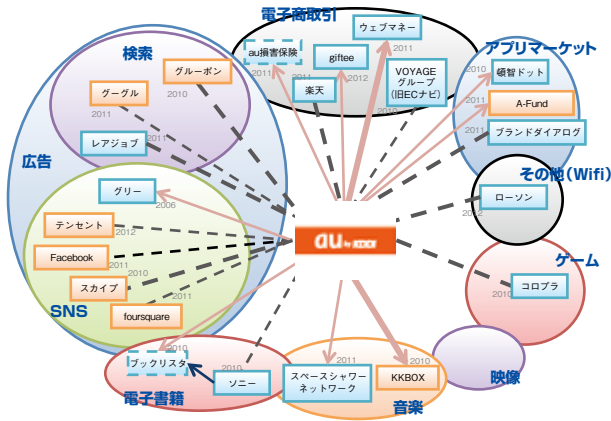 電子商取引
ウェブマネー
2011
au損害保険
2011
giftee
2012
2011
楽天
VOYAGE
グループ
(旧ECナビ)
2010
アプリマーケット
2010
頓智ドット
2011
A-Fund
2011
ブランドダイアログ
検索
グルーポン
2010
グーグル
2011
レアジョブ
2011
広告
その他(Wifi)
ローソン
2012
グリー
2006
テンセント
2012
Facebook
2011
2010
スカイプ
2011
foursquare
SNS
au by KDDI
ゲーム
コロプラ
2010
ブックリスタ
2010
ソニー
電子書籍
2011
スペースシャワー
ネットワーク
2010
KKBOX
音楽
映像